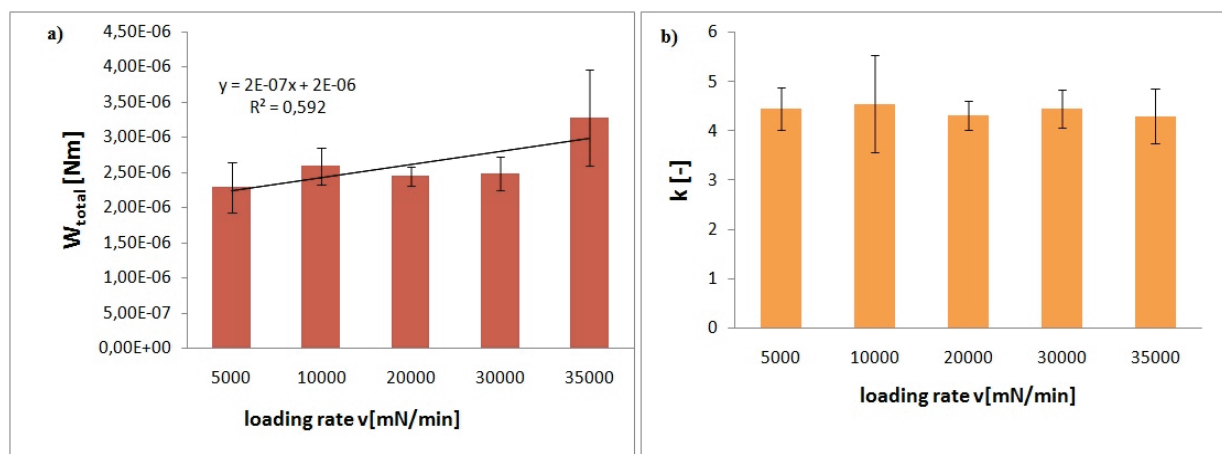 a)
4,50E-06
4,00E-06
3,50E-06
3,00E-06
2,50E-06
2,00E-06
1,50E-06
1,00E-06
5,00E-07
0,00E+00
W_total [Nm]
y = 2E-07x + 2E-06
R² = 0,592
5000 10000 20000 30000 35000
loading rate v[mN/min]
b)
6
5
4
3
2
1
0
k [-]
5000 10000 20000 30000 35000
loading rate v[mN/min]